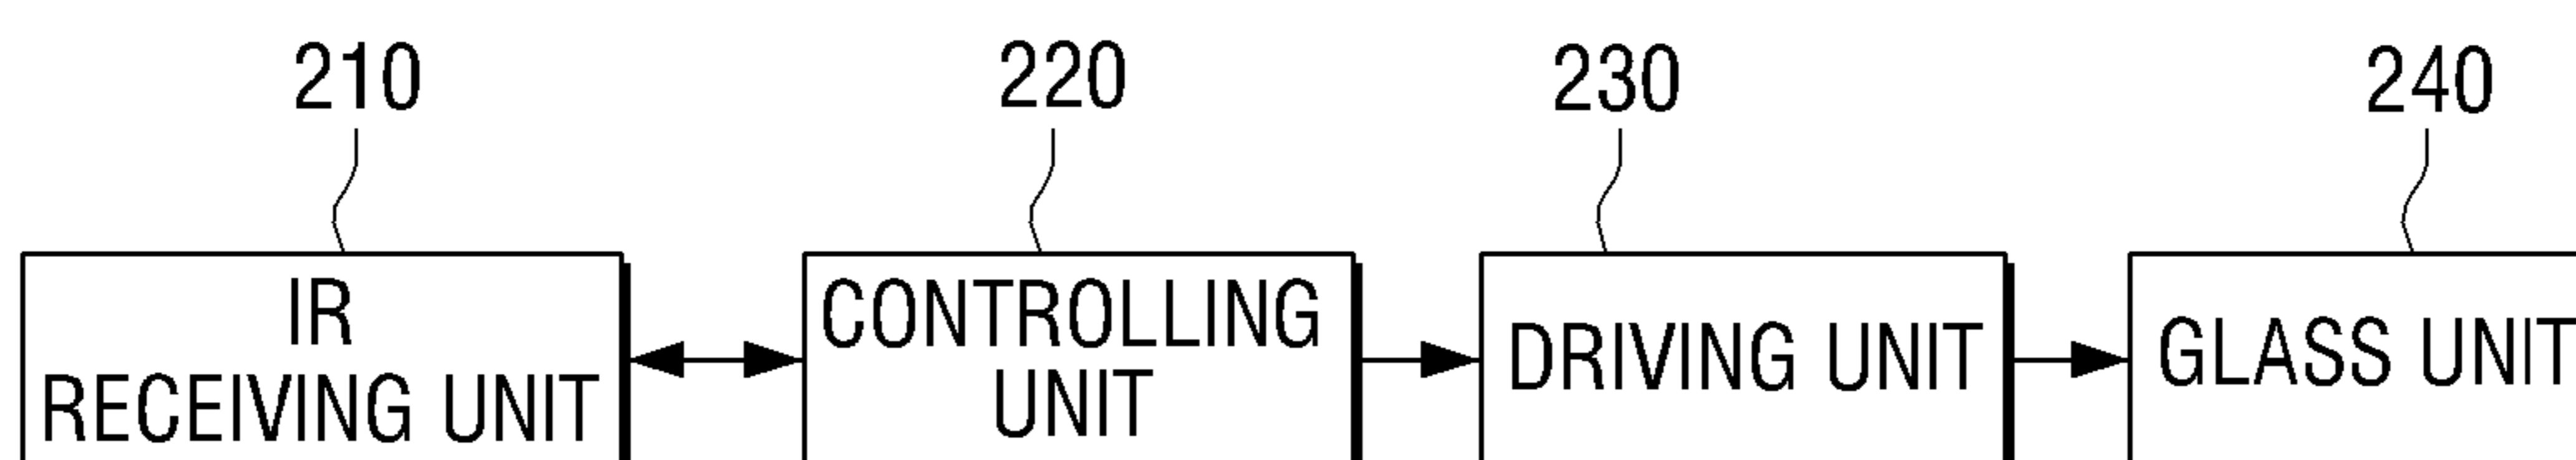 210 220 230 240
IR
RECEIVING UNIT
CONTROLLING
UNIT
DRIVING UNIT
GLASS UNIT